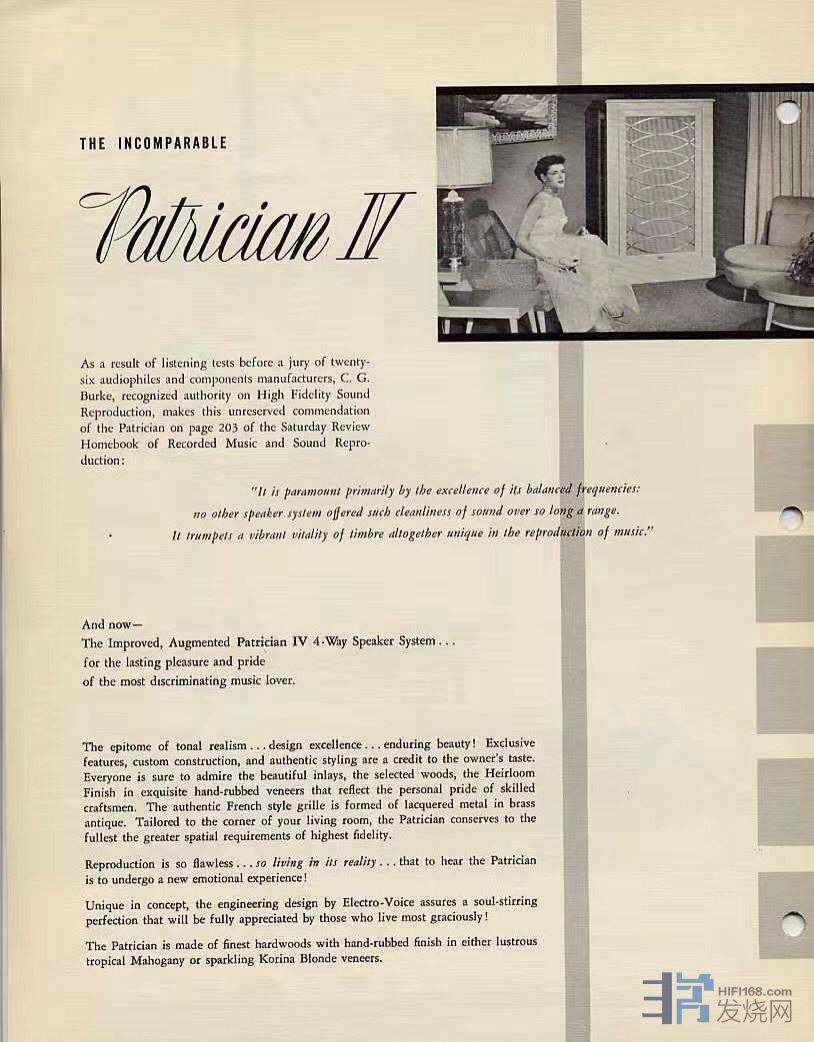 THE INCOMPARABLE
Patrician IV
As a result of listening tests before a jury of twenty-
six audiophiles and components manufacturers, C. G.
Burke, recognized authority on High Fidelity Sound
Reproduction, makes this unreserved commendation
of the Patrician on page 203 of the Saturday Review
Homebook of Recorded Music and Sound Repro-
duction:
"It is paramount primarily by the excellence of its balanced frequencies:
no other speaker system offered such cleanliness of sound over so long a range.
It trumpets a vibrant vitality of timbre altogether unique in the reproduction of music."
And now—
The Improved, Augmented Patrician IV 4-Way Speaker System . . .
for the lasting pleasure and pride
of the most discriminating music lover.
The epitome of tonal realism . . . design excellence . . . enduring beauty! Exclusive
features, custom construction, and authentic styling are a credit to the owner's taste.
Everyone is sure to admire the beautiful inlays, the selected woods, the Heirloom
Finish in exquisite hand-rubbed veneers that reflect the personal pride of skilled
craftsmen. The authentic French style grille is formed of lacquered metal in brass
antique. Tailored to the corner of your living room, the Patrician conserves to the
fullest the greater spatial requirements of highest fidelity.
Reproduction is so flawless . . . so living in its reality . . . that to hear the Patrician
is to undergo a new emotional experience!
Unique in concept, the engineering design by Electro-Voice assures a soul-stirring
perfection that will be fully appreciated by those who live most graciously!
The Patrician is made of finest hardwoods with hand-rubbed finish in either lustrous
tropical Mahogany or sparkling Korina Blonde veneers.
HIFI168.com
发烧网